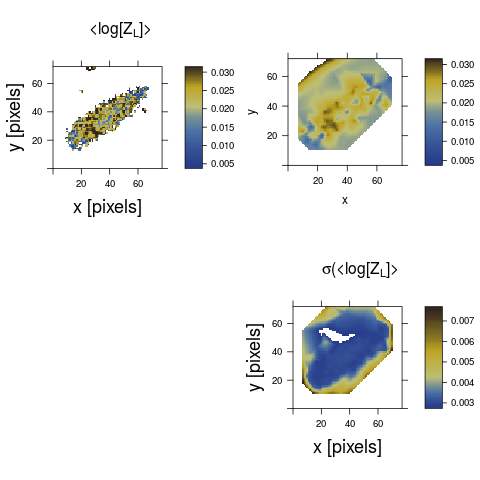 <log[Z_L]>
60
40
20
20 40 60
x [pixels]
y [pixels]
0.030
0.025
0.020
0.015
0.010
0.005
60
40
20
20 40 60
x
y
0.030
0.025
0.020
0.015
0.010
0.005
σ(<log[Z_L]>
60
40
20
20 40 60
x [pixels]
y [pixels]
0.007
0.006
0.005
0.004
0.003